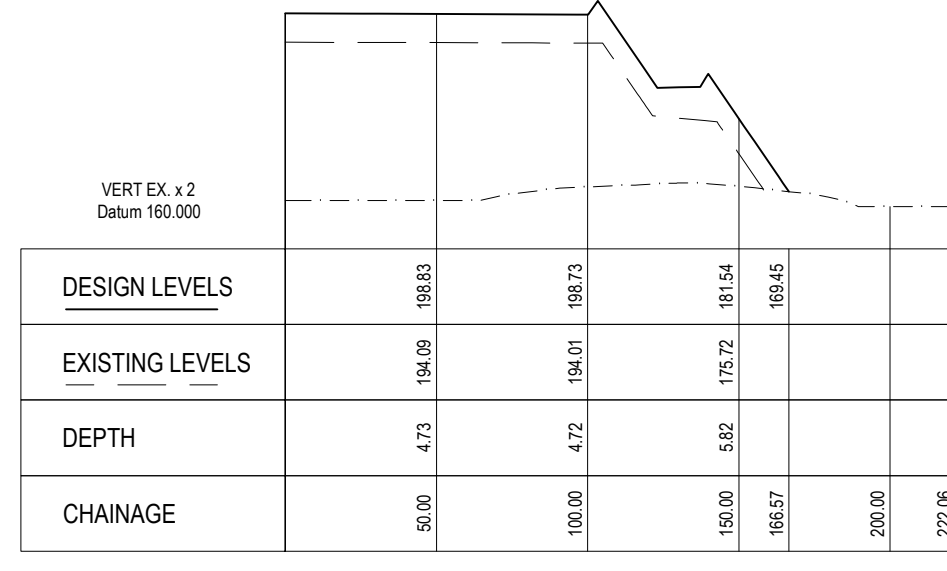 VERT EX. x 2
Datum 160.000
DESIGN LEVELS 198.83 198.73 181.54 169.45
EXISTING LEVELS 194.09 194.01 175.72
DEPTH 4.73 4.72 5.82
CHAINAGE 50.00 100.00 150.00 166.57 200.00 222.06